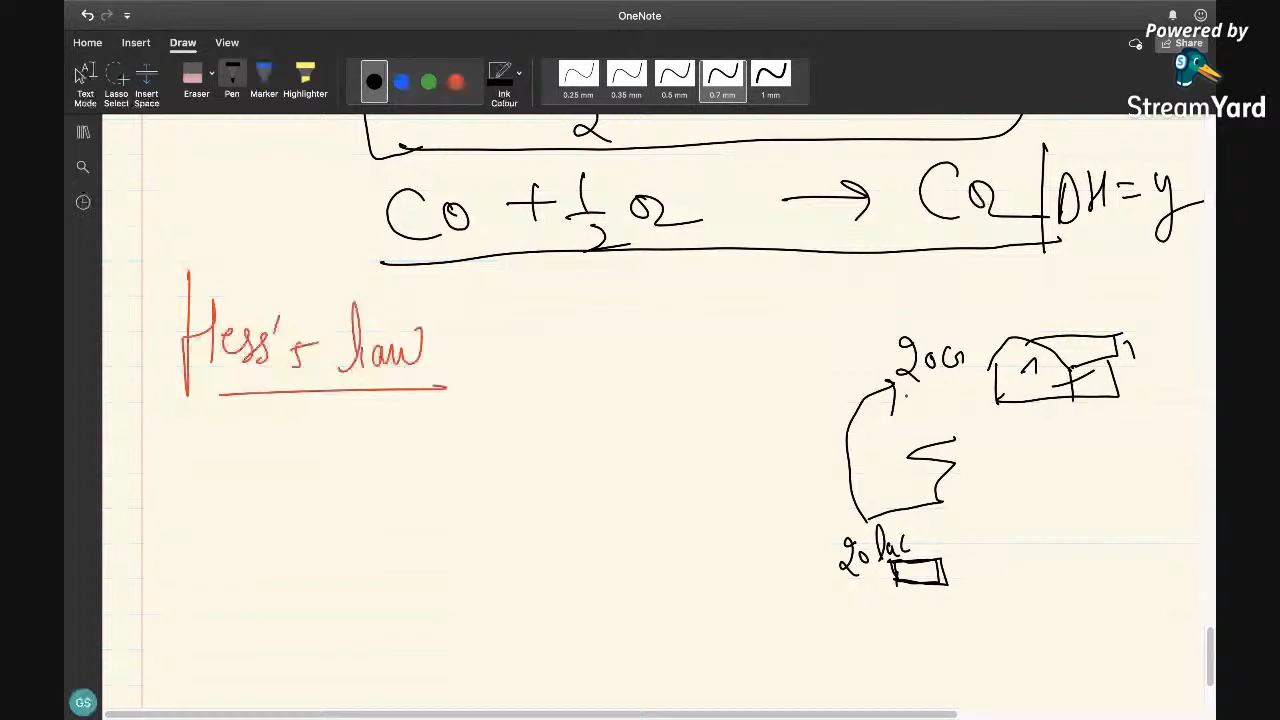 OneNote
Powered by
StreamYard
Home Insert Draw View
Share
Text Mode
Lasso Select
Insert Space
Eraser
Pen
Marker
Highlighter
Ink Colour
0.25 mm
0.35 mm
0.5 mm
0.7 mm
1 mm
2
CO + 1/2 O2 → CO2 | DH = y
Hess's law
20 Cr
20 lac
GS